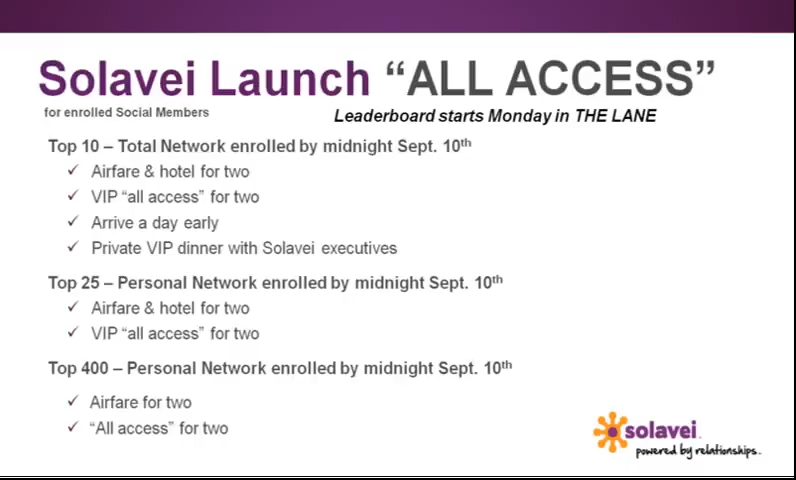 Solavei Launch “ALL ACCESS”
for enrolled Social Members
Leaderboard starts Monday in THE LANE
Top 10 – Total Network enrolled by midnight Sept. 10th
✓ Airfare & hotel for two
✓ VIP “all access” for two
✓ Arrive a day early
✓ Private VIP dinner with Solavei executives
Top 25 – Personal Network enrolled by midnight Sept. 10th
✓ Airfare & hotel for two
✓ VIP “all access” for two
Top 400 – Personal Network enrolled by midnight Sept. 10th
✓ Airfare for two
✓ “All access” for two
solavei
powered by relationships.